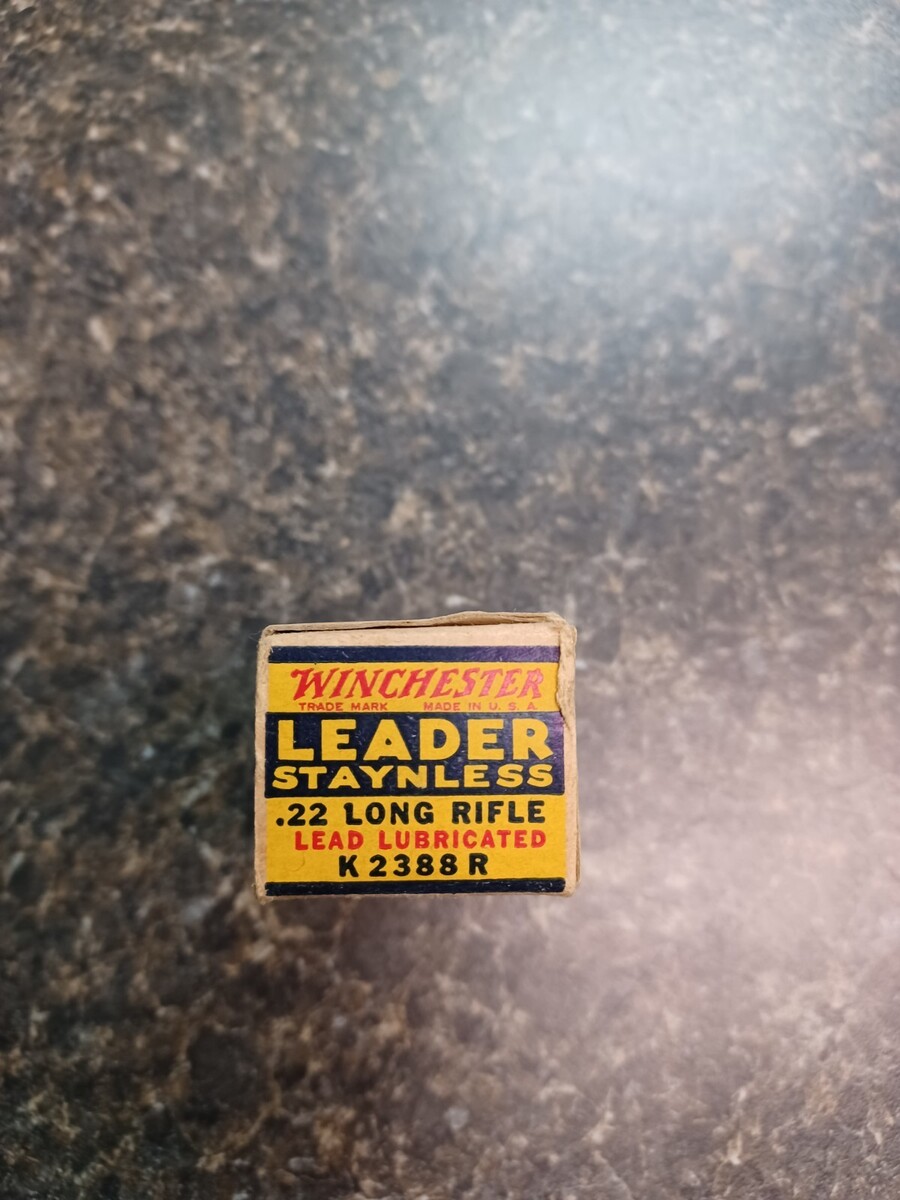 WINCHESTER
TRADE MARK MADE IN U. S. A.
LEADER
STAYNLESS
.22 LONG RIFLE
LEAD LUBRICATED
K 2388 R